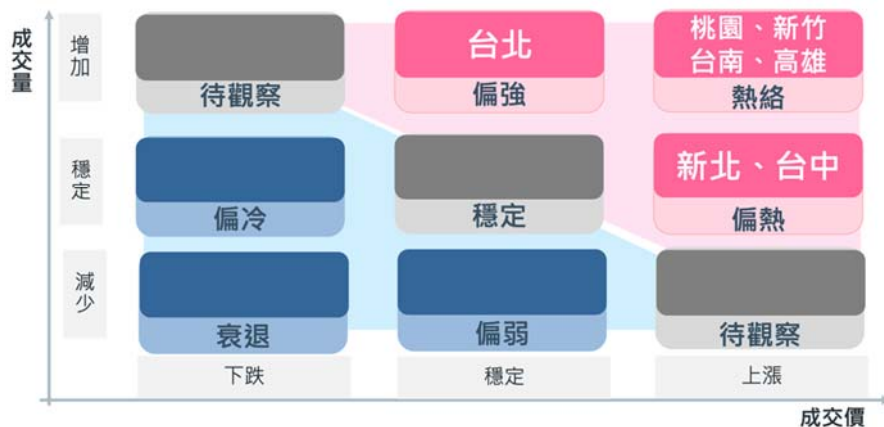 成交量
增加
台北
桃園、新竹
台南、高雄
待觀察
偏強
熱絡
穩定
新北、台中
偏冷
穩定
偏熱
減少
衰退
偏弱
待觀察
下跌
穩定
上漲
成交價